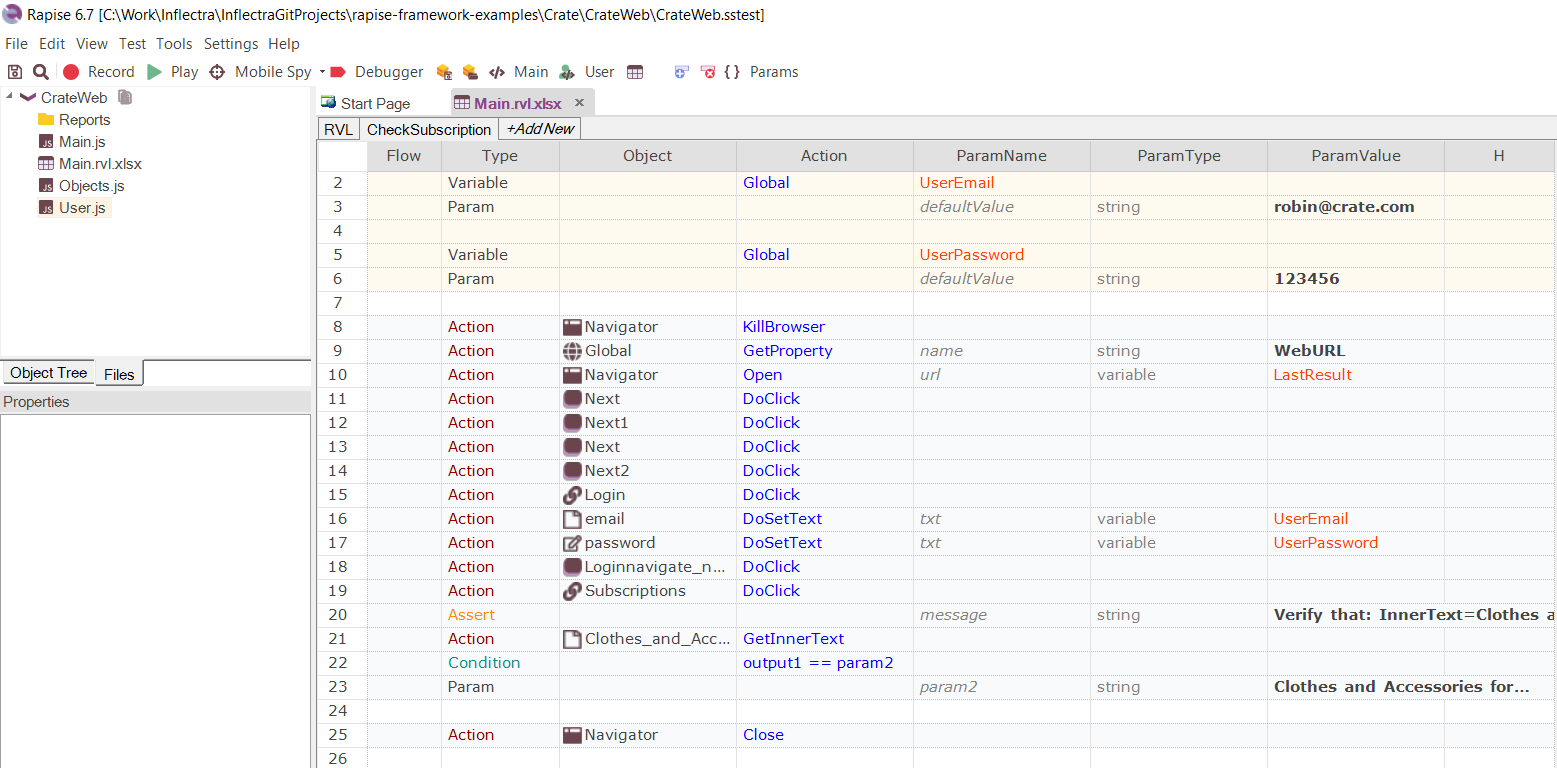 Rapise 6.7 [C:\Work\Inflectra\InflectraGitProjects\rapise-framework-examples\Crate\CrateWeb\CrateWeb.sstest]
File Edit View Test Tools Settings Help
Record Play Mobile Spy Debugger Main User Params
CrateWeb
Reports
Main.js
Main.rvl.xlsx
Objects.js
User.js
Object Tree Files
Properties
Start Page Main.rvl.xlsx
RVL CheckSubscription +Add New
Flow Type Object Action ParamName ParamType ParamValue H
2 Variable Global UserEmail
3 Param defaultValue string robin@crate.com
4
5 Variable Global UserPassword
6 Param defaultValue string 123456
7
8 Action Navigator KillBrowser
9 Action Global GetProperty name string WebURL
10 Action Navigator Open url variable LastResult
11 Action Next DoClick
12 Action Next1 DoClick
13 Action Next DoClick
14 Action Next2 DoClick
15 Action Login DoClick
16 Action email DoSetText txt variable UserEmail
17 Action password DoSetText txt variable UserPassword
18 Action Loginnavigate_n... DoClick
19 Action Subscriptions DoClick
20 Assert message string Verify that: InnerText=Clothes a
21 Action Clothes_and_Acc... GetInnerText
22 Condition output1 == param2
23 Param param2 string Clothes and Accessories for...
24
25 Action Navigator Close
26